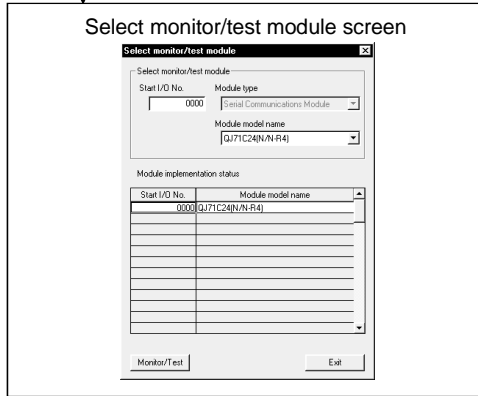 Select monitor/test module screen
Select monitor/test module
Select monitor/test module
Start I/O No. Module type
0000 Serial Communications Module
Module model name
QJ71C24(N/N-R4)
Module implementation status
Start I/O No. Module model name
0000 QJ71C24(N/N-R4)
Monitor/Test Exit